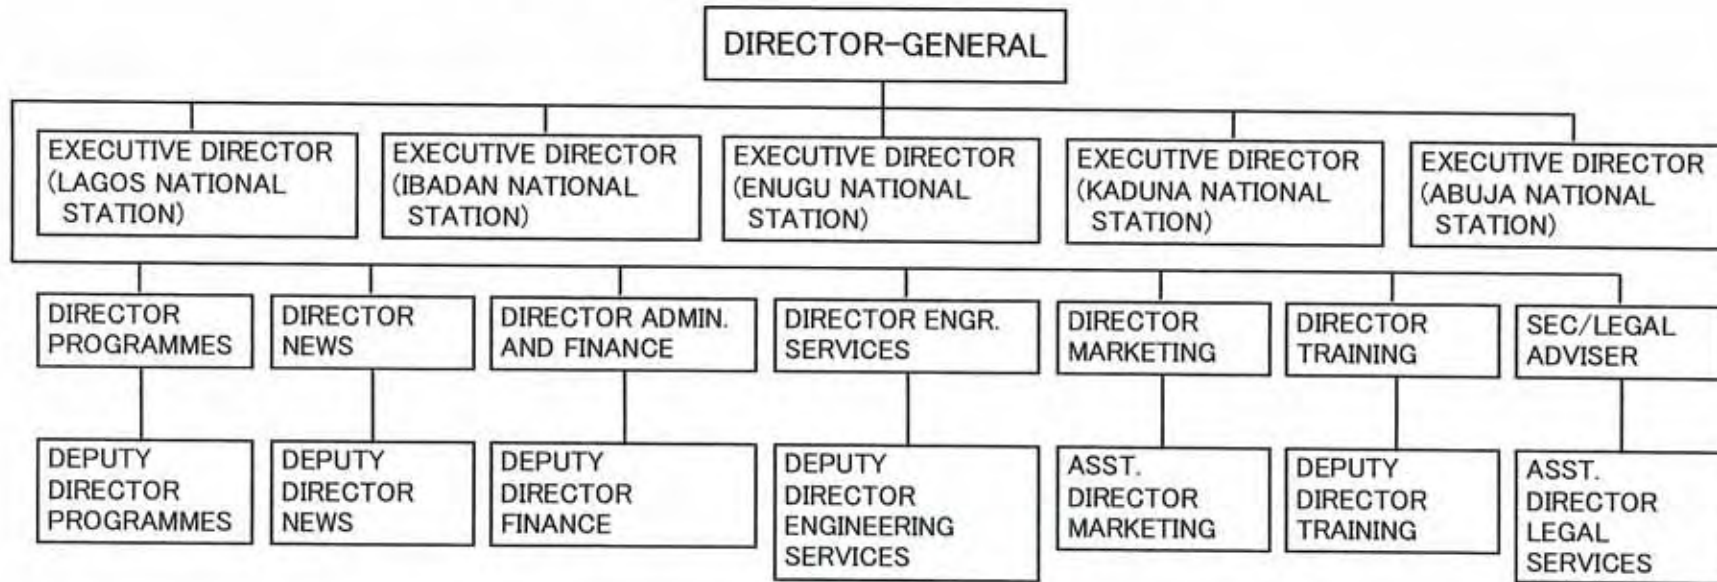 DIRECTOR-GENERAL
EXECUTIVE DIRECTOR
(LAGOS NATIONAL
STATION)
EXECUTIVE DIRECTOR
(IBADAN NATIONAL
STATION)
EXECUTIVE DIRECTOR
(ENUGU NATIONAL
STATION)
EXECUTIVE DIRECTOR
(KADUNA NATIONAL
STATION)
EXECUTIVE DIRECTOR
(ABUJA NATIONAL
STATION)
DIRECTOR
PROGRAMMES
DIRECTOR
NEWS
DIRECTOR ADMIN.
AND FINANCE
DIRECTOR ENGR.
SERVICES
DIRECTOR
MARKETING
DIRECTOR
TRAINING
SEC/LEGAL
ADVISER
DEPUTY
DIRECTOR
PROGRAMMES
DEPUTY
DIRECTOR
NEWS
DEPUTY
DIRECTOR
FINANCE
DEPUTY
DIRECTOR
ENGINEERING
SERVICES
ASST.
DIRECTOR
MARKETING
DEPUTY
DIRECTOR
TRAINING
ASST.
DIRECTOR
LEGAL
SERVICES